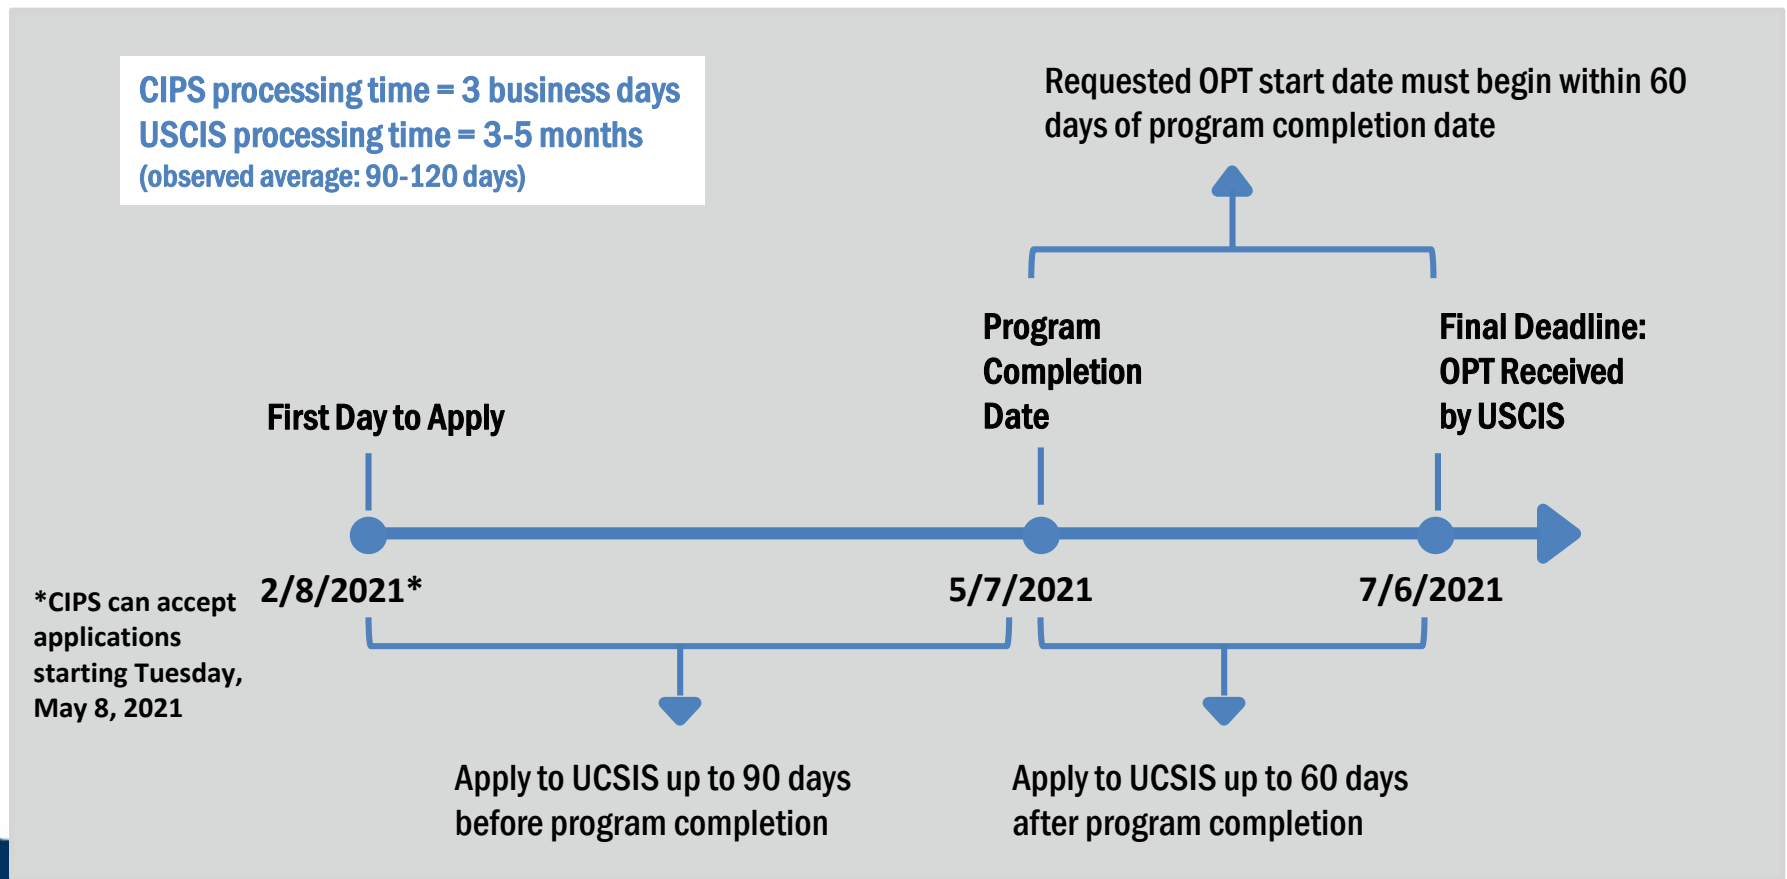 CIPS processing time = 3 business days
USCIS processing time = 3-5 months
(observed average: 90-120 days)
Requested OPT start date must begin within 60
days of program completion date
First Day to Apply
Program
Completion
Date
Final Deadline:
OPT Received
by USCIS
2/8/2021*
5/7/2021
7/6/2021
*CIPS can accept
applications
starting Tuesday,
May 8, 2021
Apply to UCSIS up to 90 days
before program completion
Apply to UCSIS up to 60 days
after program completion